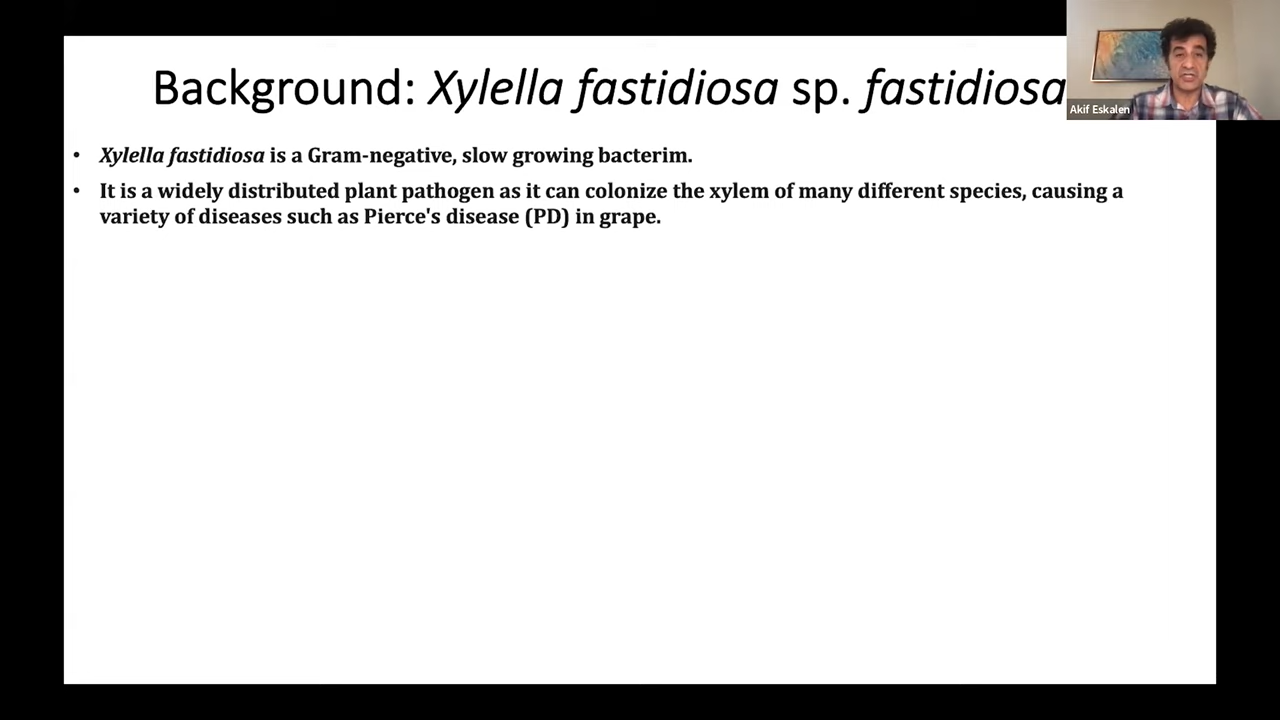 Background: Xylella fastidiosa sp. fastidiosa
Akif Eskalen
• Xylella fastidiosa is a Gram-negative, slow growing bacterim.
• It is a widely distributed plant pathogen as it can colonize the xylem of many different species, causing a
variety of diseases such as Pierce's disease (PD) in grape.